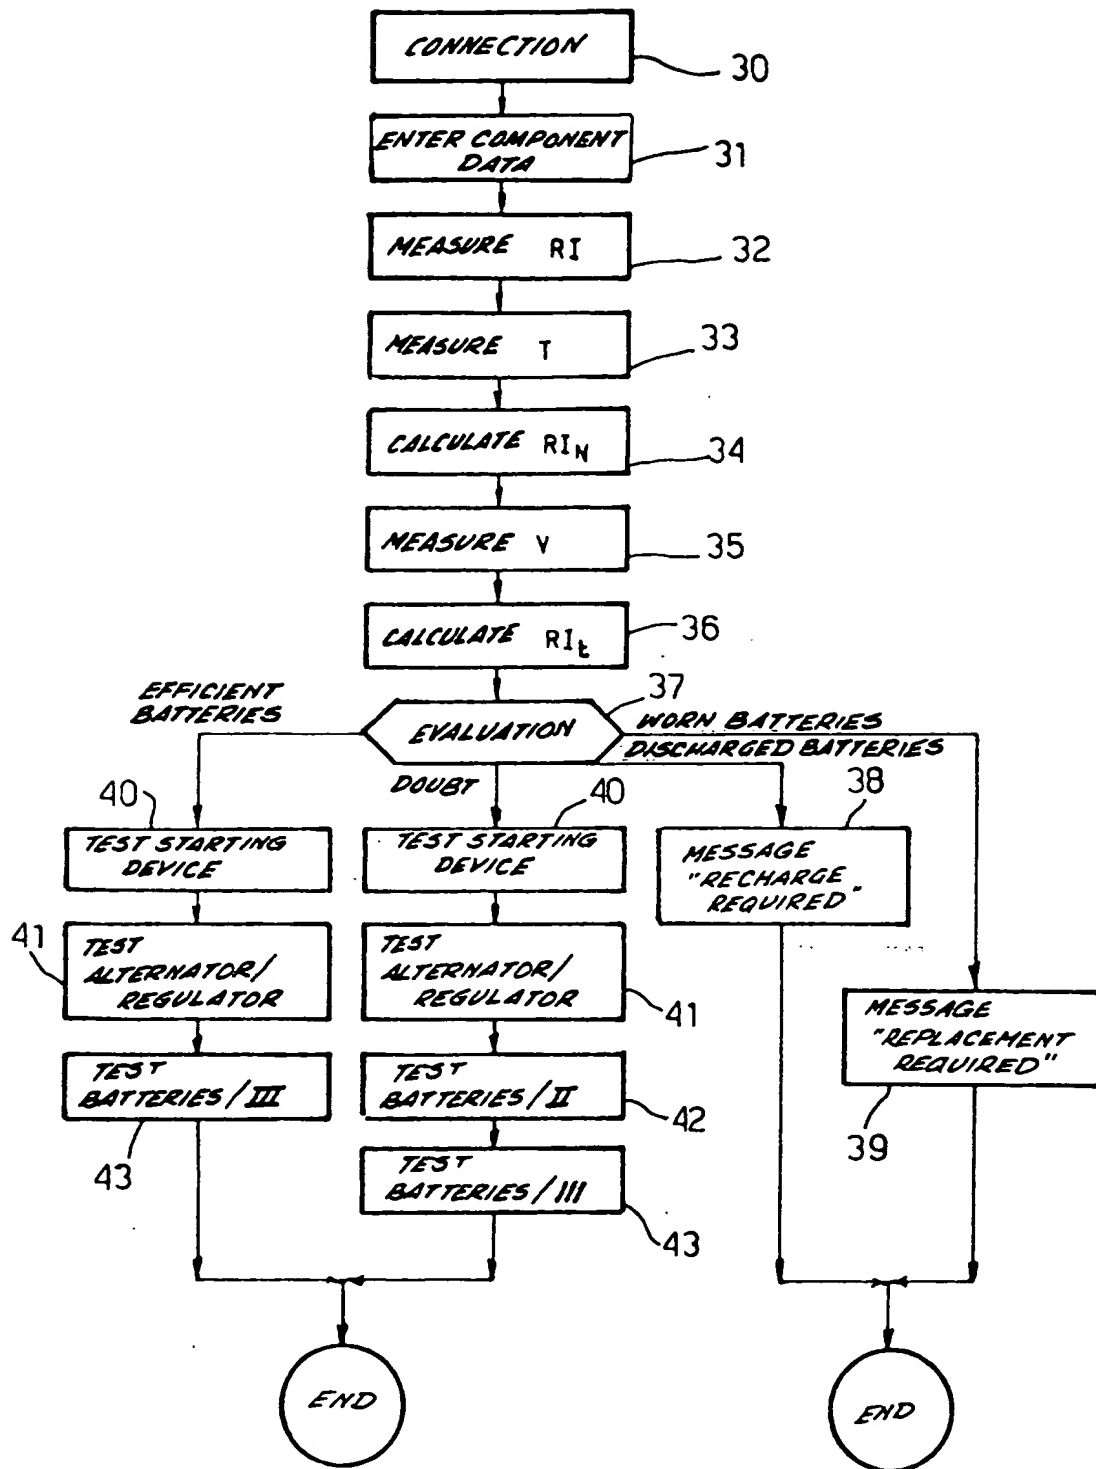 CONNECTION
30
ENTER COMPONENT
DATA
31
MEASURE RI
32
MEASURE T
33
CALCULATE RI_N
34
MEASURE V
35
CALCULATE RI_t
36
EFFICIENT
BATTERIES
EVALUATION
37
WORN BATTERIES
DISCHARGED BATTERIES
DOUBT
40
TEST STARTING
DEVICE
40
TEST STARTING
DEVICE
38
MESSAGE
"RECHARGE
REQUIRED"
41
TEST
ALTERNATOR/
REGULATOR
TEST
ALTERNATOR/
REGULATOR
41
MESSAGE
"REPLACEMENT
REQUIRED"
39
TEST
BATTERIES/III
43
TEST
BATTERIES/II
42
TEST
BATTERIES/III
43
END
END